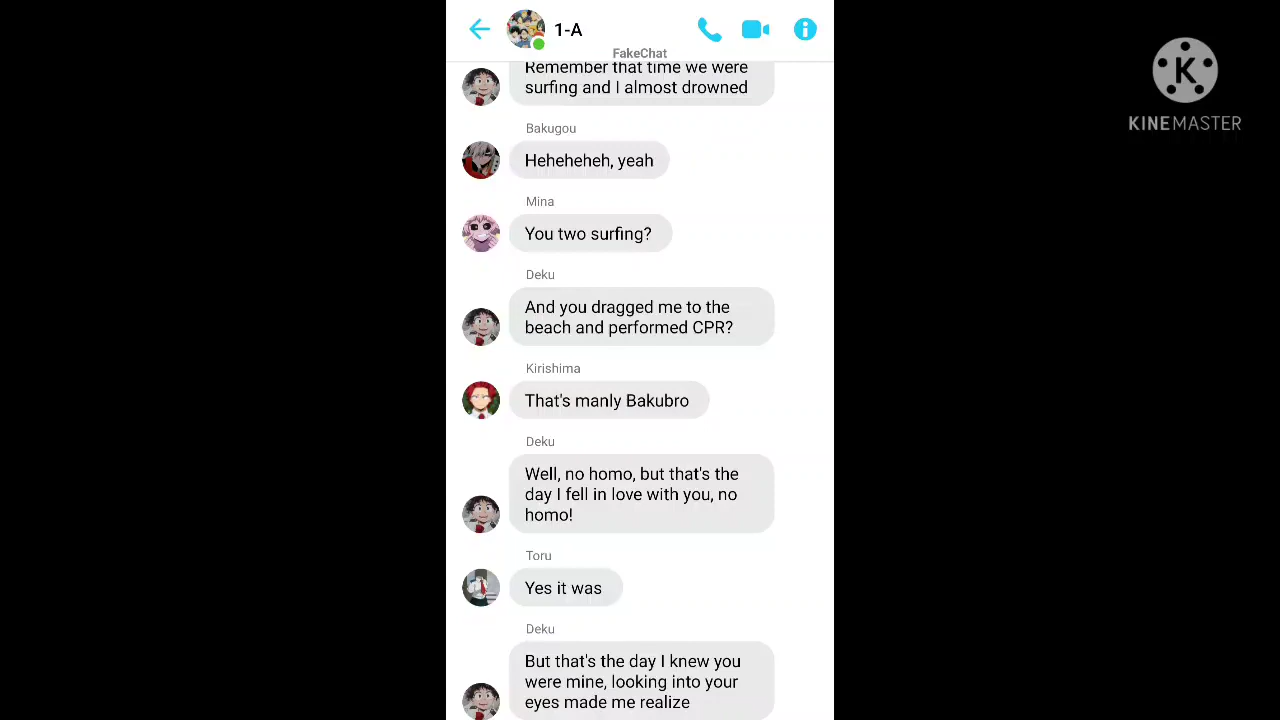 1-A
FakeChat
KINEMASTER
Remember that time we were
surfing and I almost drowned
Bakugou
Heheheheh, yeah
Mina
You two surfing?
Deku
And you dragged me to the
beach and performed CPR?
Kirishima
That's manly Bakubro
Deku
Well, no homo, but that's the
day I fell in love with you, no
homo!
Toru
Yes it was
Deku
But that's the day I knew you
were mine, looking into your
eyes made me realize